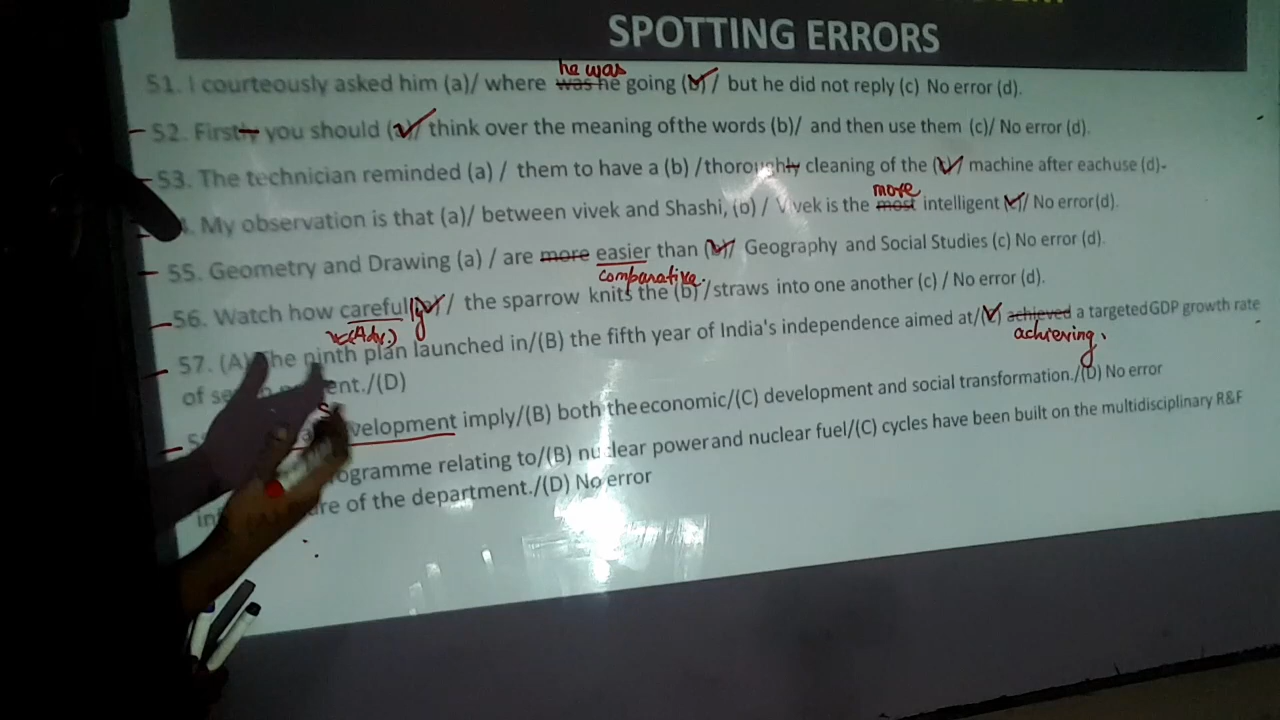 SPOTTING ERRORS
he was
51. I courteously asked him (a)/ where was he going (b) / but he did not reply (c) No error (d).
52. Firstly you should (a)/ think over the meaning of the words (b)/ and then use them (c)/ No error (d).
53. The technician reminded (a) / them to have a (b) /thoroughly cleaning of the / machine after eachuse (d)-
more
. My observation is that (a)/ between vivek and Shashi, (o) / Vivek is the most intelligent / No error(d).
55. Geometry and Drawing (a) / are more easier than (b)/ Geography and Social Studies (c) No error (d).
comparative.
56. Watch how carefully / the sparrow knits the (b) /straws into one another (c) / No error (d).
(Adv.)
57. (A) The ninth plan launched in/(B) the fifth year of India's independence aimed at/ achieved a targeted GDP growth rate
achieving
of ent./(D)
s
velopment imply/(B) both the economic/(C) development and social transformation./(D) No error
ogramme relating to/(B) nuclear power and nuclear fuel/(C) cycles have been built on the multidisciplinary R&F
re of the department./(D) No error